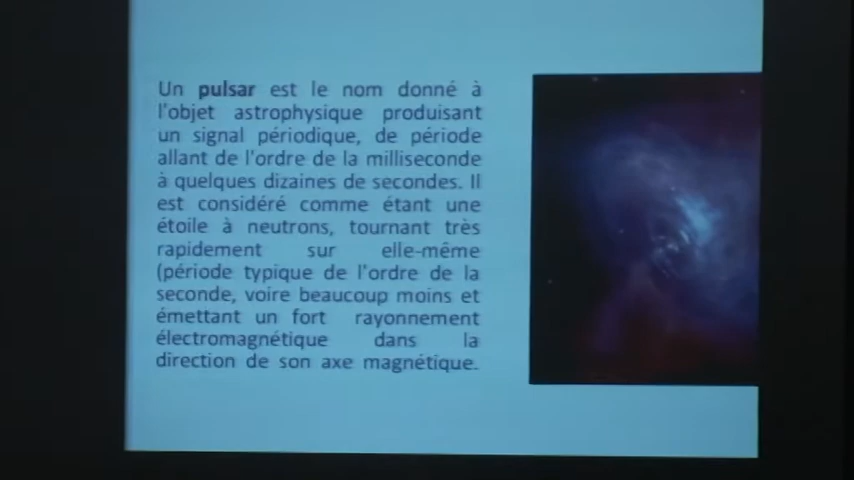 Un pulsar est le nom donné à
l'objet astrophysique produisant
un signal périodique, de période
allant de l'ordre de la milliseconde
à quelques dizaines de secondes. Il
est considéré comme étant une
étoile à neutrons, tournant très
rapidement sur elle-même
(période typique de l'ordre de la
seconde, voire beaucoup moins et
émettant un fort rayonnement
électromagnétique dans la
direction de son axe magnétique.